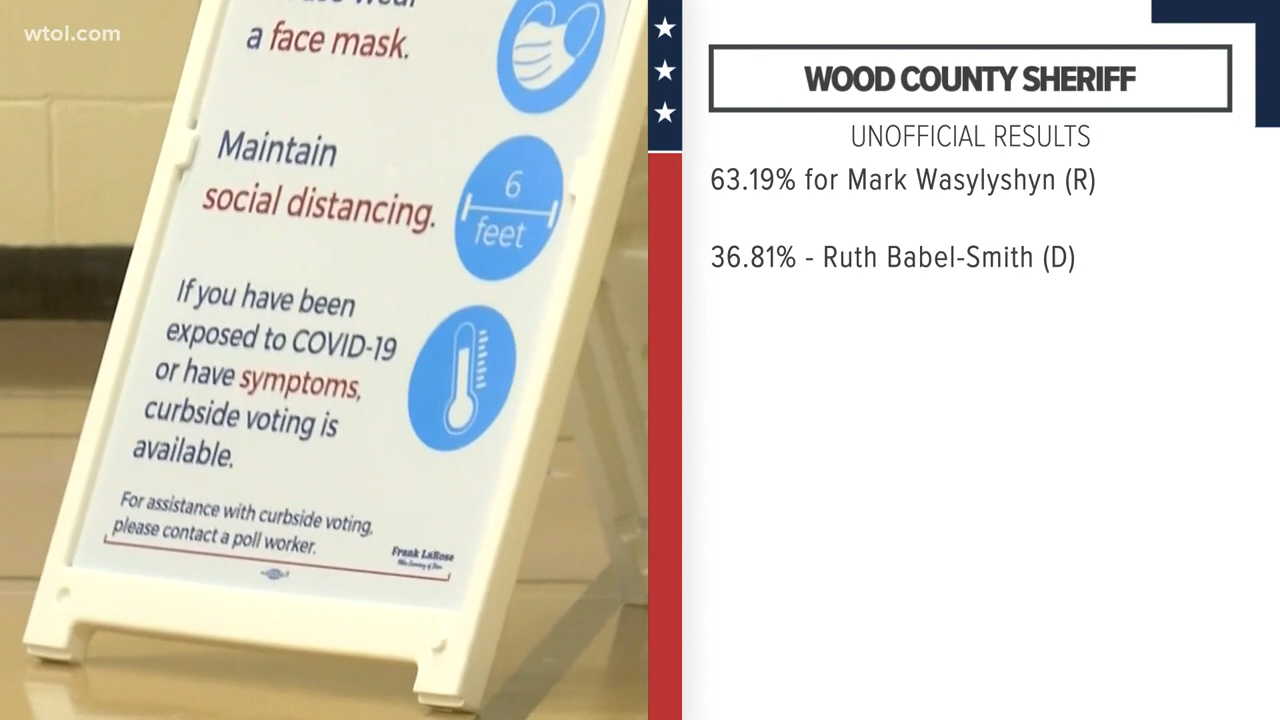 wtol.com
a face mask.
Maintain
social distancing.
6
feet
If you have been
exposed to COVID-19
or have symptoms,
curbside voting is
available.
For assistance with curbside voting,
please contact a poll worker.
Frank LaRose
WOOD COUNTY SHERIFF
UNOFFICIAL RESULTS
63.19% for Mark Wasylyshyn (R)
36.81% - Ruth Babel-Smith (D)